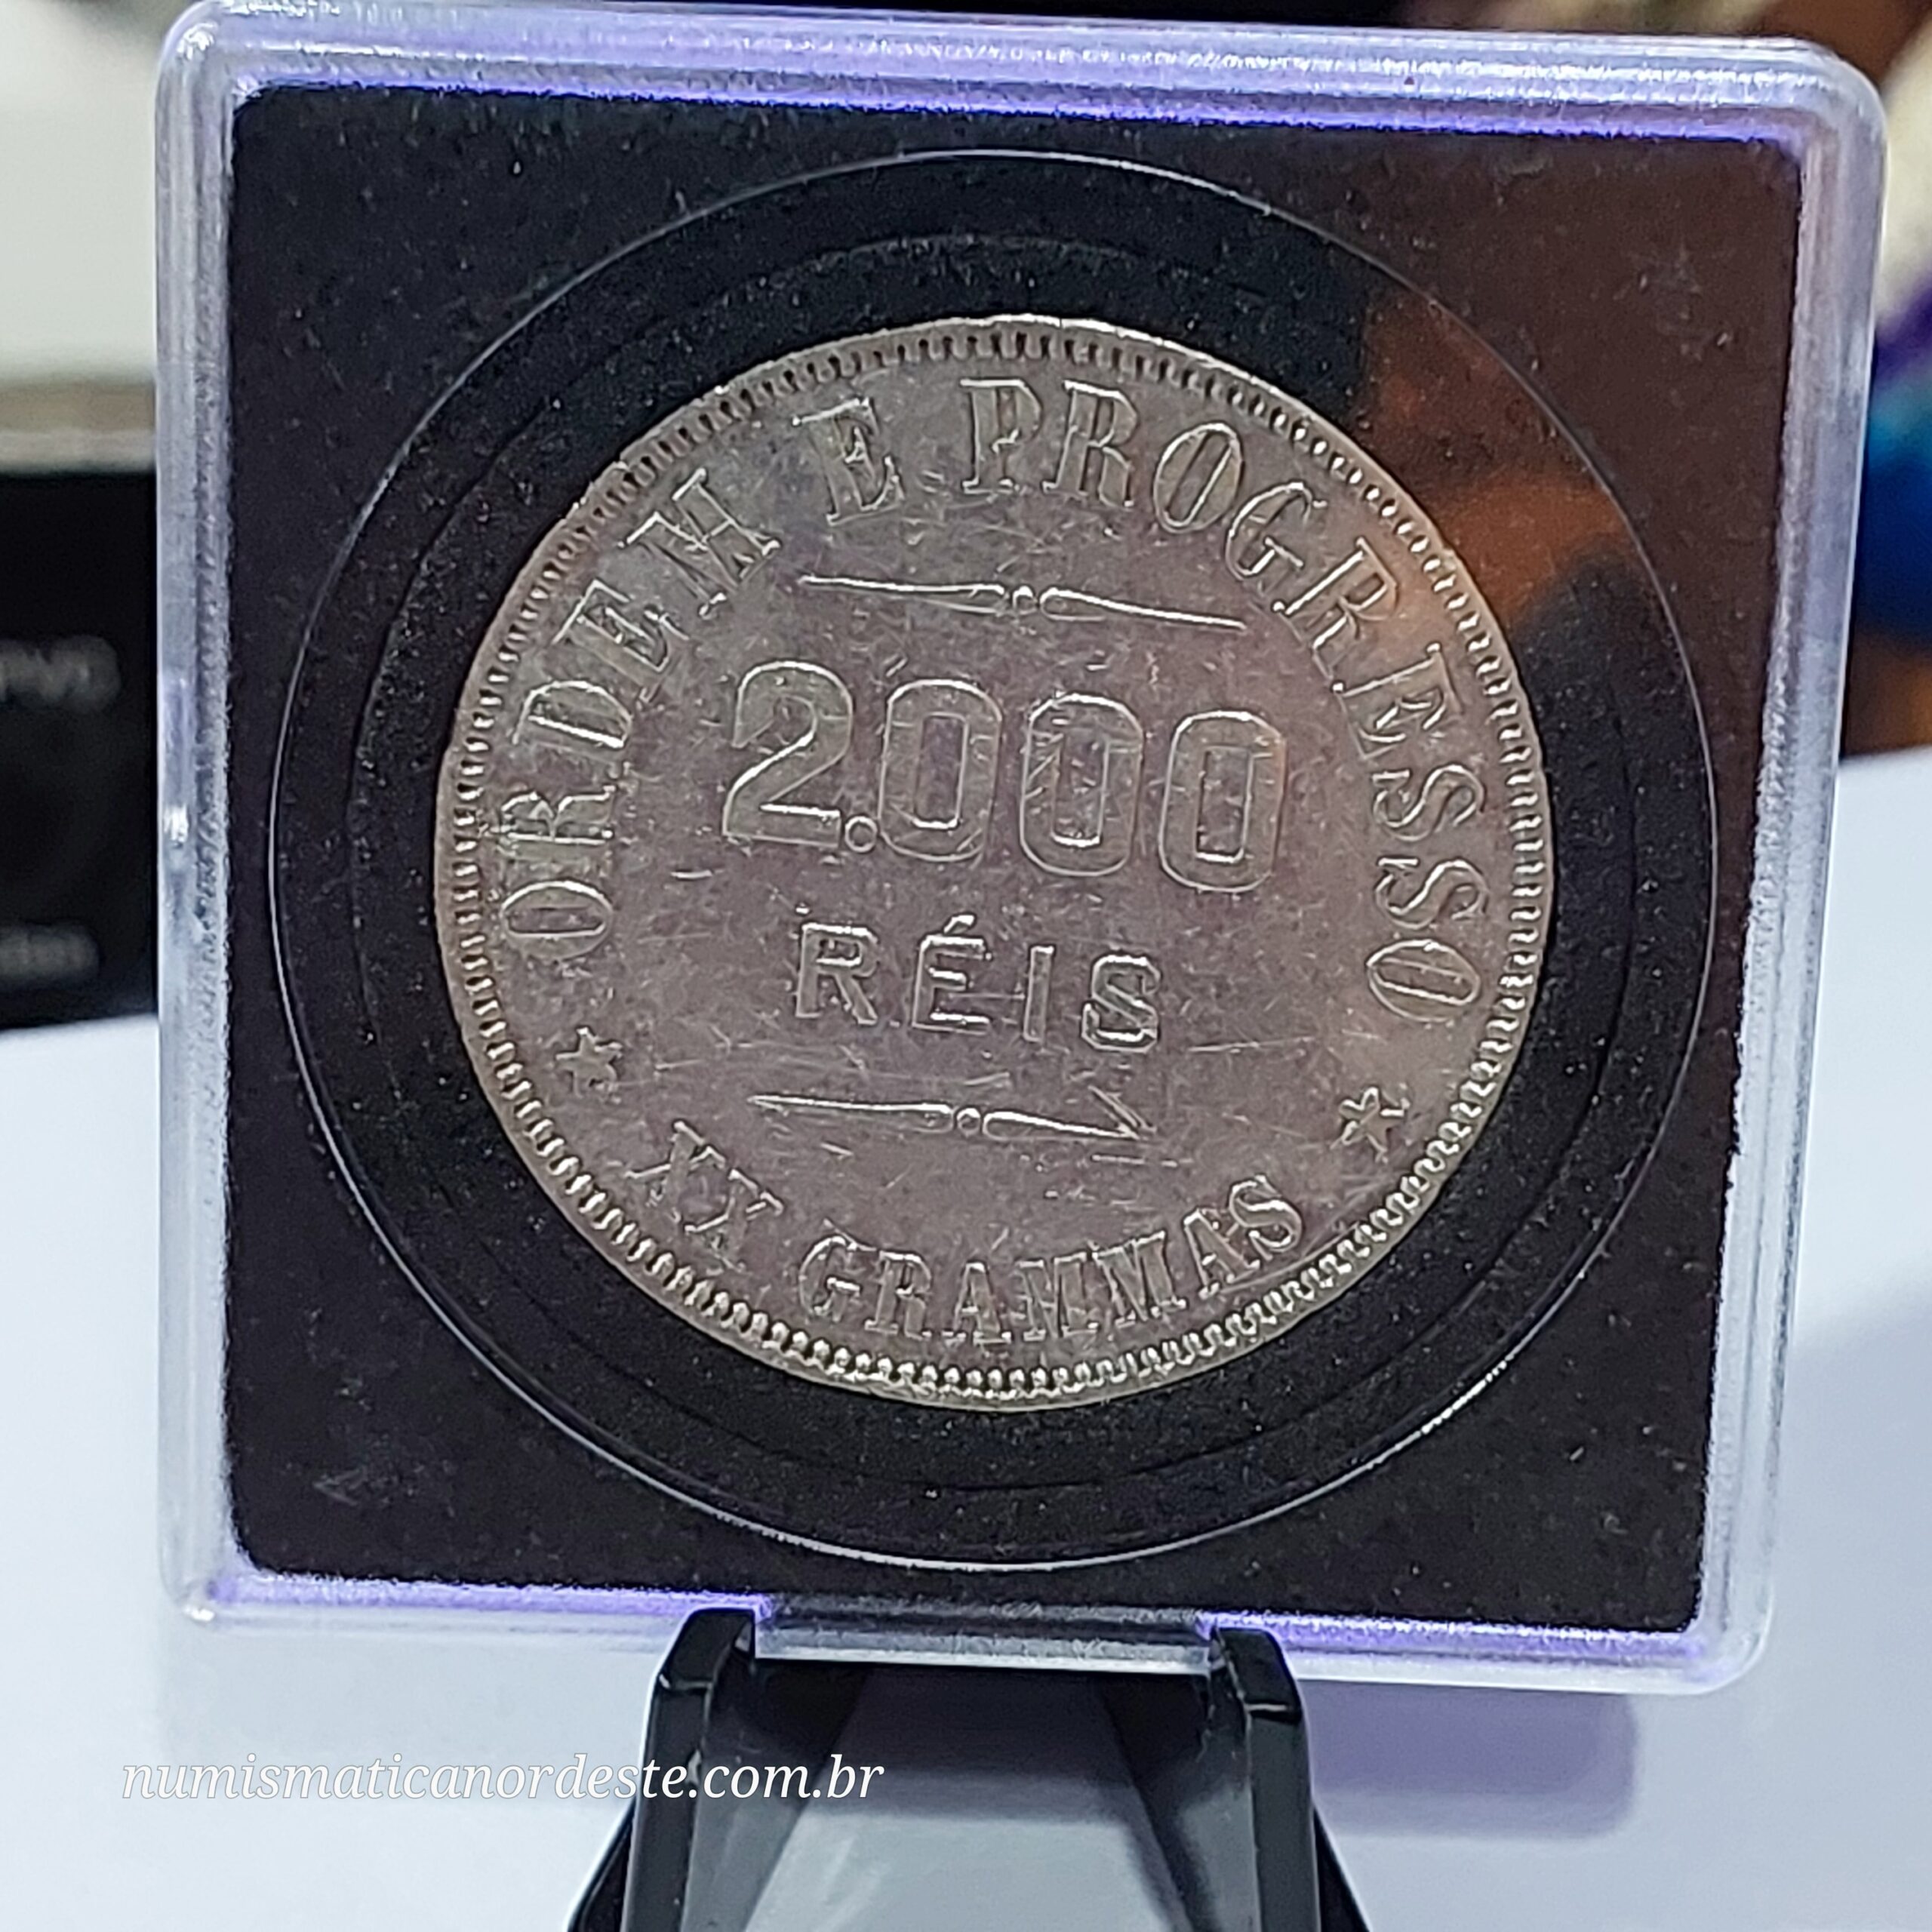 ORDEM E PROGRESSO
2.000
RÉIS
XX GRAMMAS
numismaticanordeste.com.br